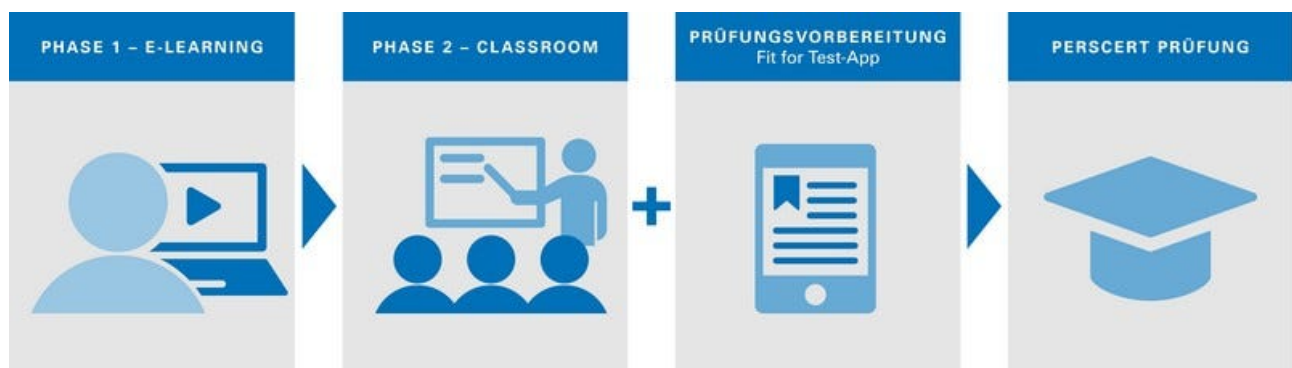 PHASE 1 – E-LEARNING
PHASE 2 – CLASSROOM
PRÜFUNGSVORBEREITUNG
Fit for Test-App
PERSCERT PRÜFUNG